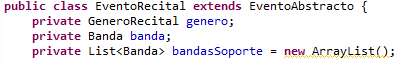 public class EventoRecital extends EventoAbstracto {
private GeneroRecital genero;
private Banda banda;
private List<Banda> bandasSoporte = new ArrayList();